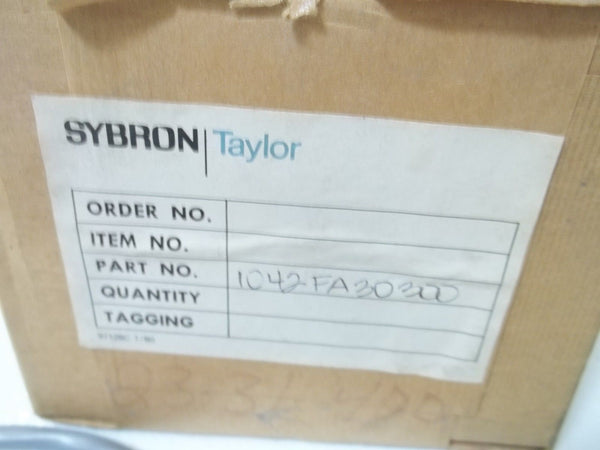 SYBRON | Taylor
ORDER NO.
ITEM NO.
PART NO. 1042FA30300
QUANTITY
TAGGING